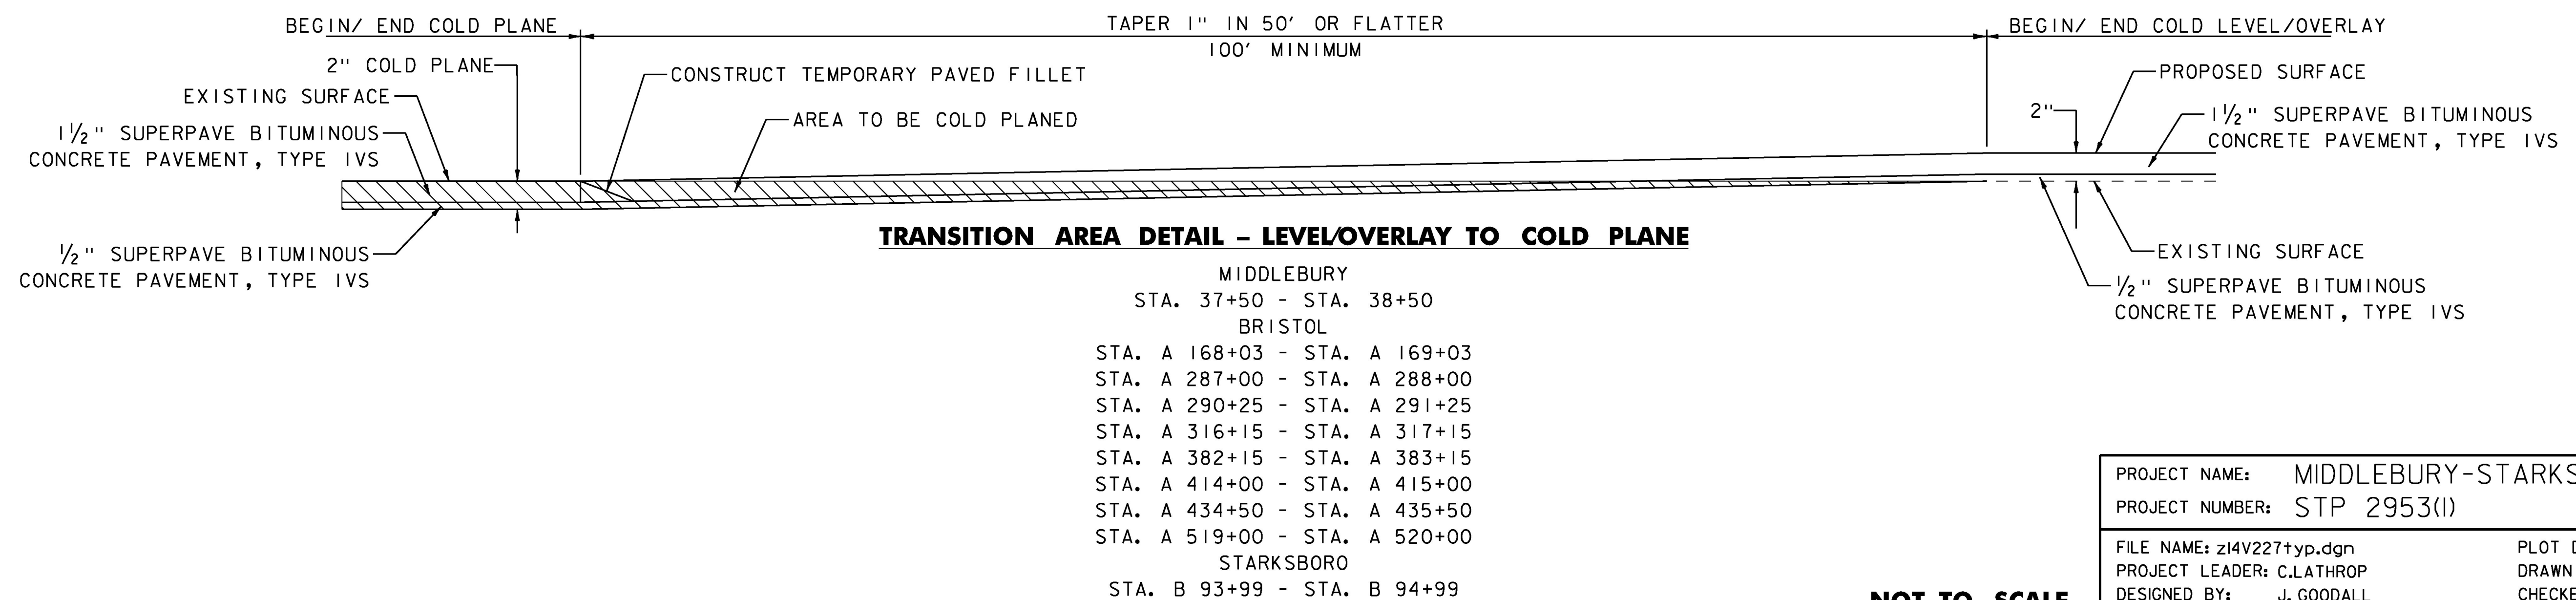 BEGIN/ END COLD PLANE
TAPER 1" IN 50' OR FLATTER
100' MINIMUM
BEGIN/ END COLD LEVEL/OVERLAY
2" COLD PLANE
CONSTRUCT TEMPORARY PAVED FILLET
EXISTING SURFACE
AREA TO BE COLD PLANED
1½" SUPERPAVE BITUMINOUS
CONCRETE PAVEMENT, TYPE IVS
½" SUPERPAVE BITUMINOUS
CONCRETE PAVEMENT, TYPE IVS
PROPOSED SURFACE
2"
1½" SUPERPAVE BITUMINOUS
CONCRETE PAVEMENT, TYPE IVS
EXISTING SURFACE
½" SUPERPAVE BITUMINOUS
CONCRETE PAVEMENT, TYPE IVS
TRANSITION AREA DETAIL – LEVEL/OVERLAY TO COLD PLANE
MIDDLEBURY
STA. 37+50 - STA. 38+50
BRISTOL
STA. A 168+03 - STA. A 169+03
STA. A 287+00 - STA. A 288+00
STA. A 290+25 - STA. A 291+25
STA. A 316+15 - STA. A 317+15
STA. A 382+15 - STA. A 383+15
STA. A 414+00 - STA. A 415+00
STA. A 434+50 - STA. A 435+50
STA. A 519+00 - STA. A 520+00
STARKSBORO
STA. B 93+99 - STA. B 94+99
NOT TO SCALE
PROJECT NAME: MIDDLEBURY-STARKS
PROJECT NUMBER: STP 2953(1)
FILE NAME: z14V227typ.dgn
PROJECT LEADER: C.LATHROP
DESIGNED BY: J. GOODALL
PLOT D
DRAWN
CHECKE